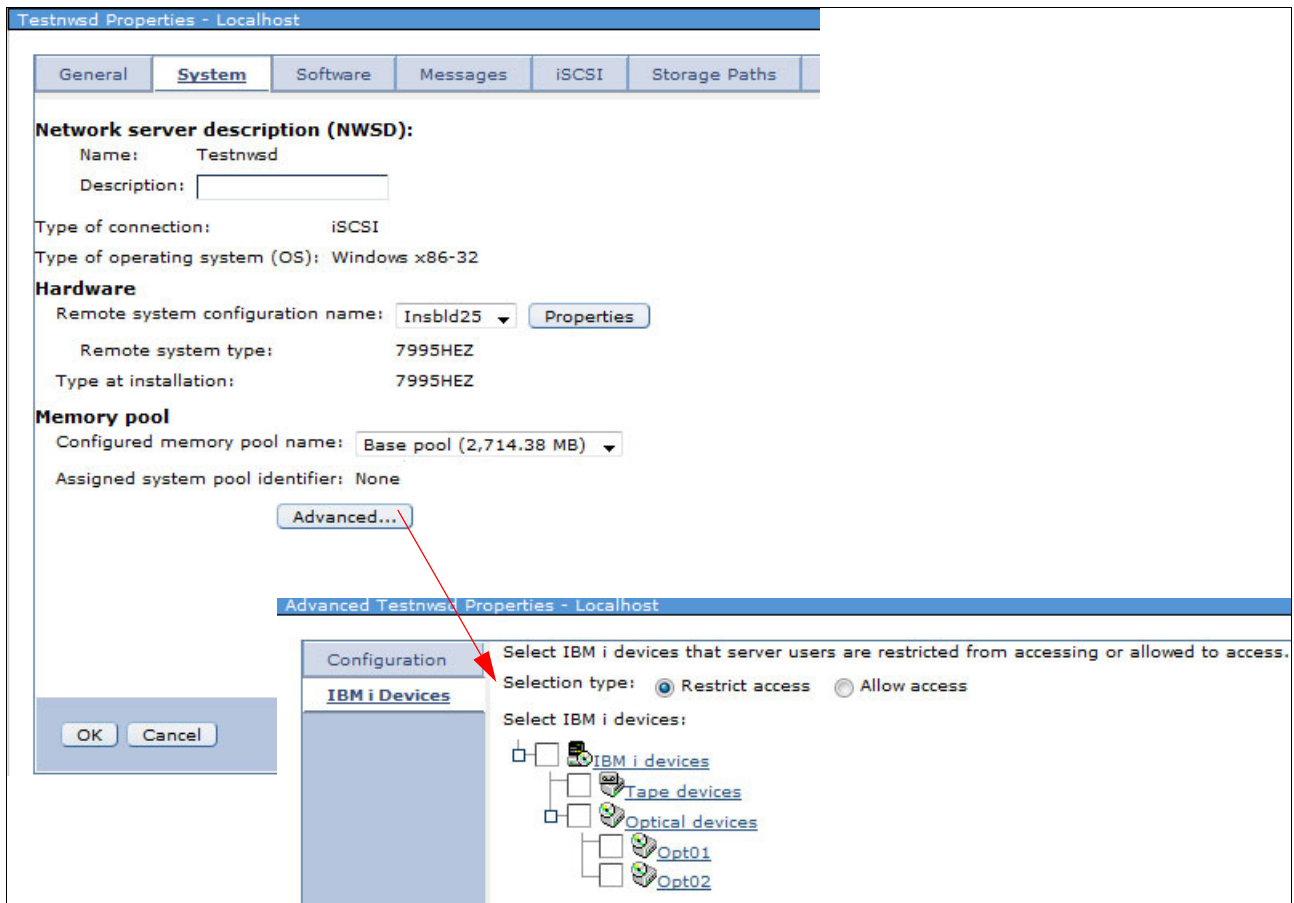 Testnwsd Properties - Localhost
General System Software Messages iSCSI Storage Paths
Network server description (NWSD):
Name: Testnwsd
Description:
Type of connection: iSCSI
Type of operating system (OS): Windows x86-32
Hardware
Remote system configuration name: Insbld25 Properties
Remote system type: 7995HEZ
Type at installation: 7995HEZ
Memory pool
Configured memory pool name: Base pool (2,714.38 MB)
Assigned system pool identifier: None
Advanced...
OK Cancel
Advanced Testnwsd Properties - Localhost
Configuration
IBM i Devices
Select IBM i devices that server users are restricted from accessing or allowed to access.
Selection type: Restrict access Allow access
Select IBM i devices:
IBM i devices
Tape devices
Optical devices
Opt01
Opt02